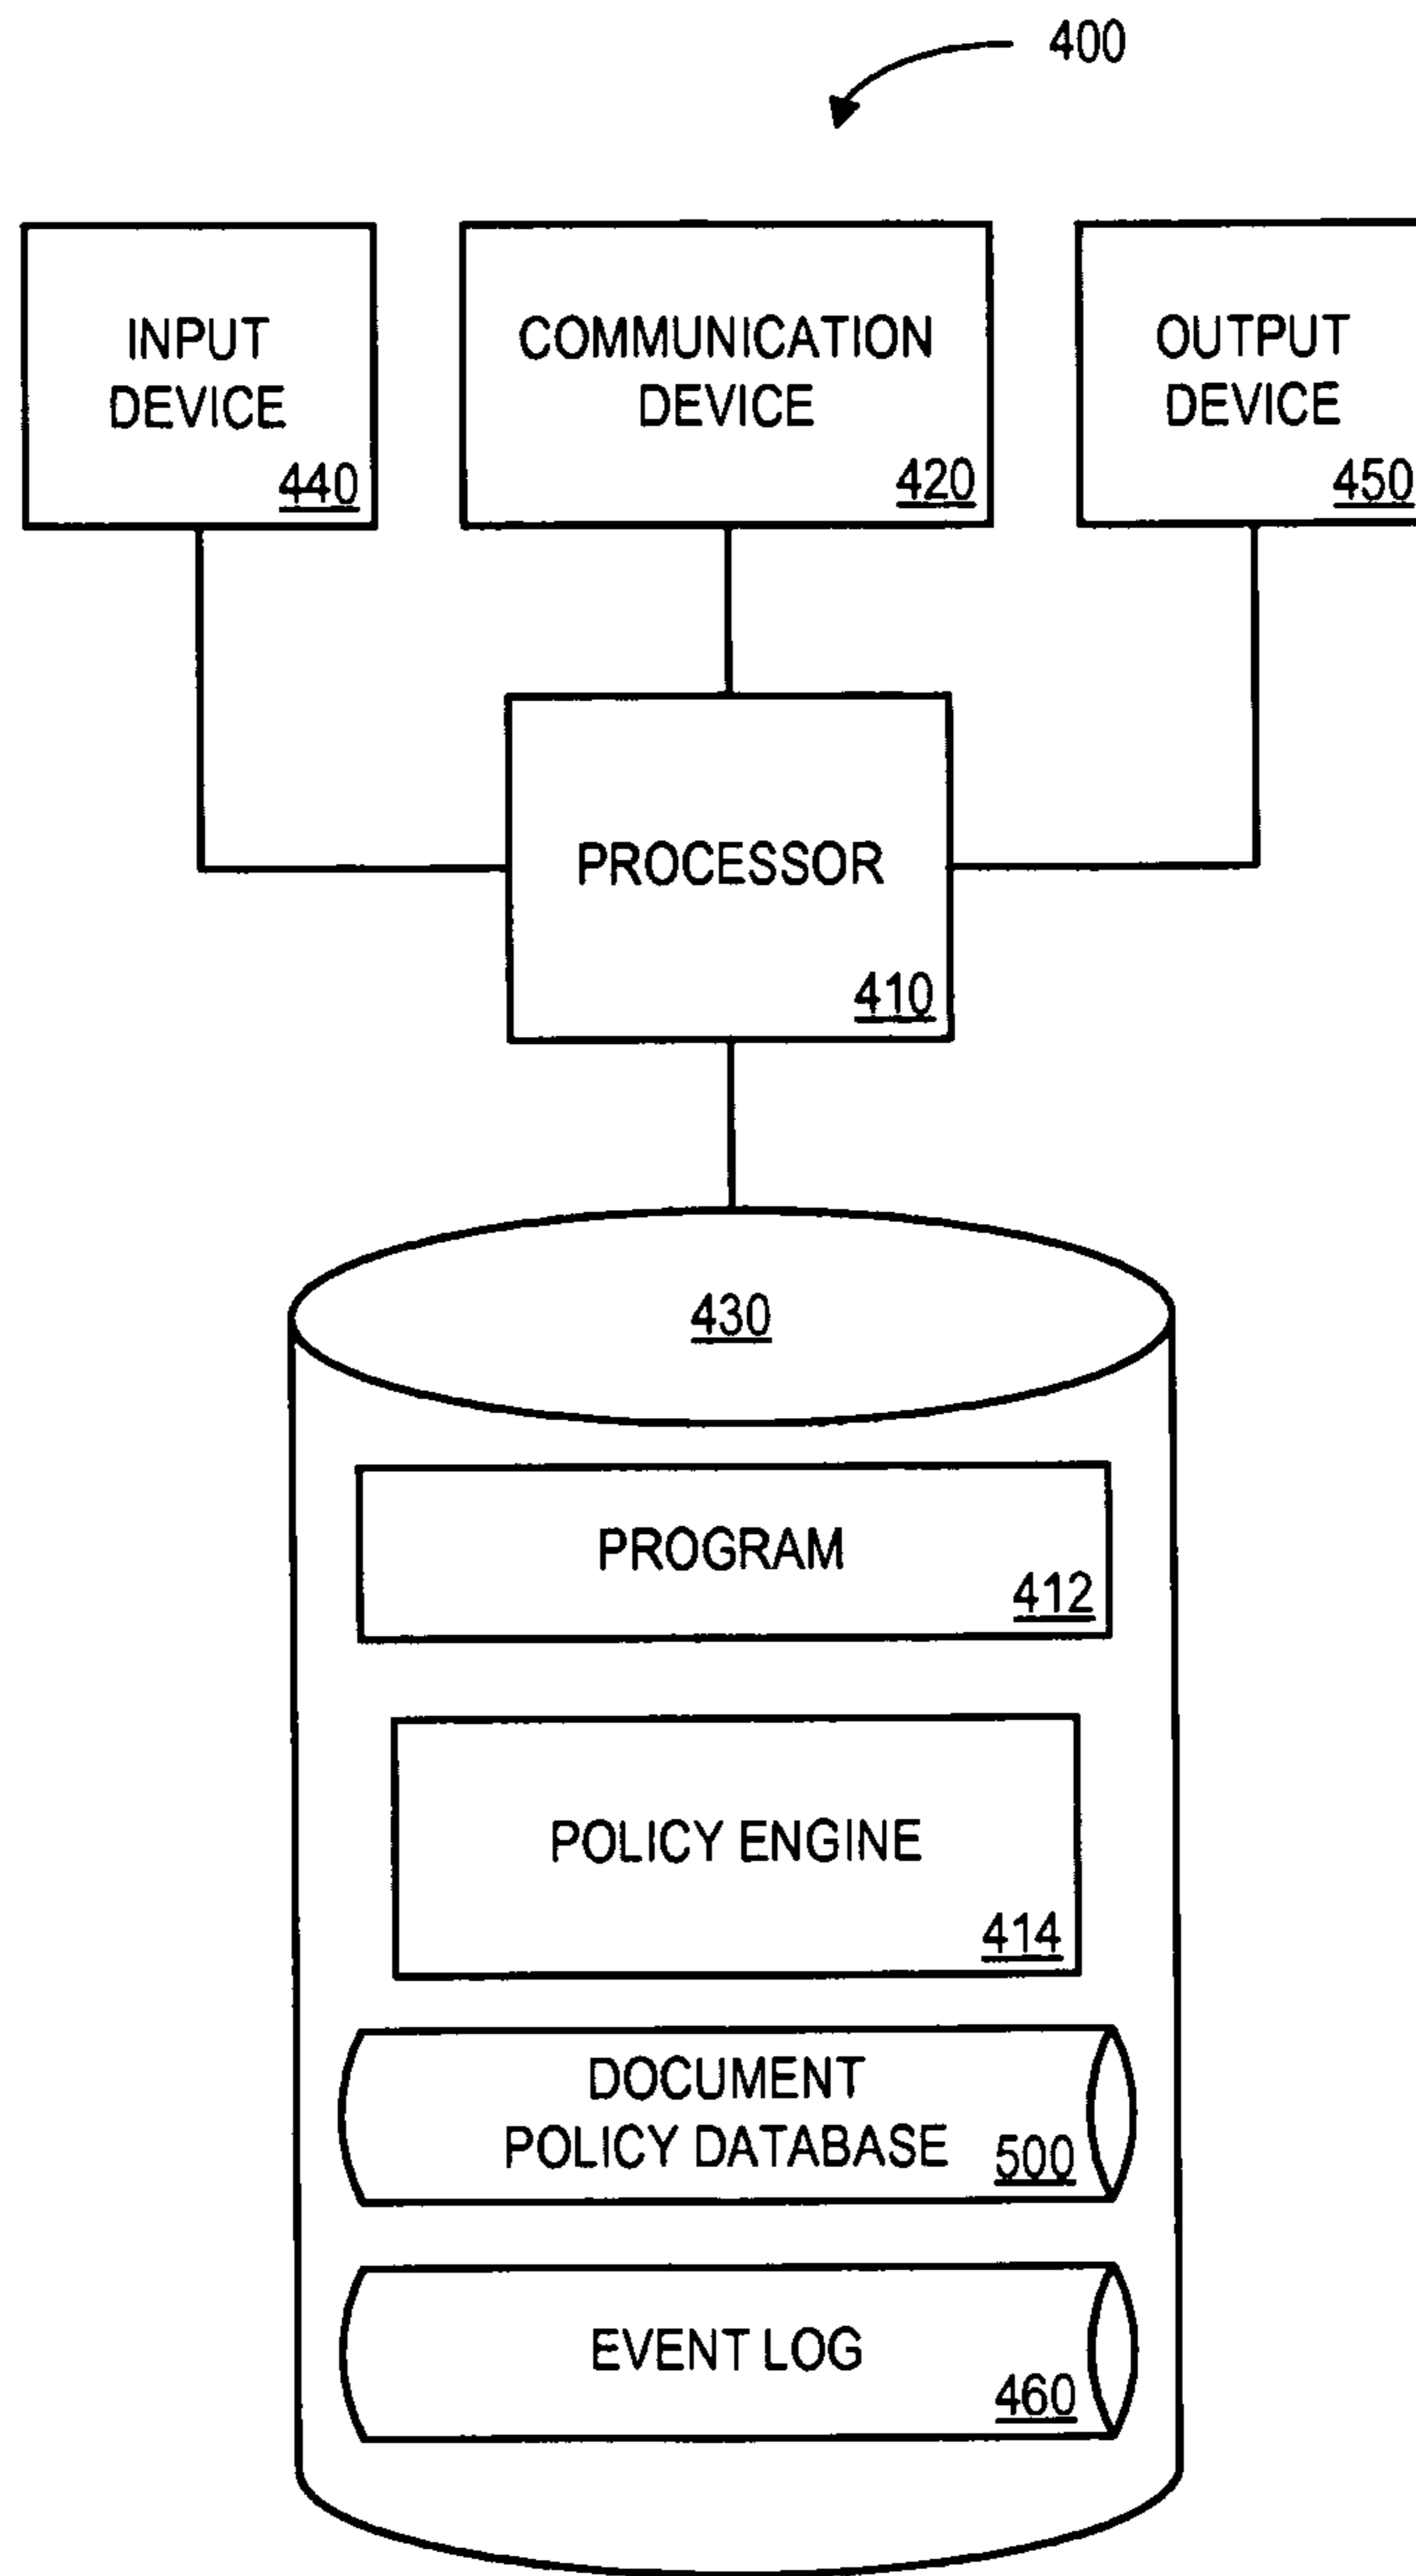 400
INPUT
DEVICE
440
COMMUNICATION
DEVICE
420
OUTPUT
DEVICE
450
PROCESSOR
410
430
PROGRAM
412
POLICY ENGINE
414
DOCUMENT
POLICY DATABASE
500
EVENT LOG
460